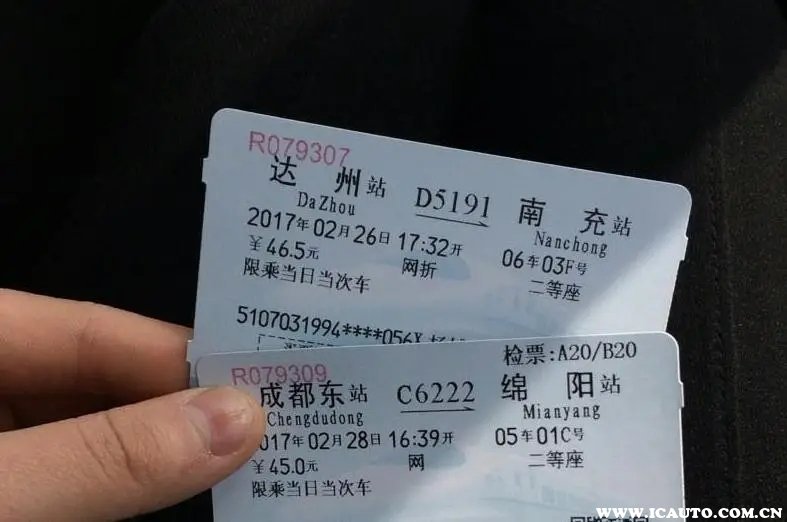 R079307
达州站 D5191 南充站
DaZhou Nanchong
2017年02月26日 17:32开 06车03F号
￥46.5元 网折 二等座
限乘当日当次车
5107031994****056X
R079309 检票:A20/B20
成都东站 C6222 绵阳站
Chengdudong Mianyang
2017年02月28日 16:39开 05车01C号
￥45.0元 网 二等座
限乘当日当次车
WWW.ICAUTO.COM.CN